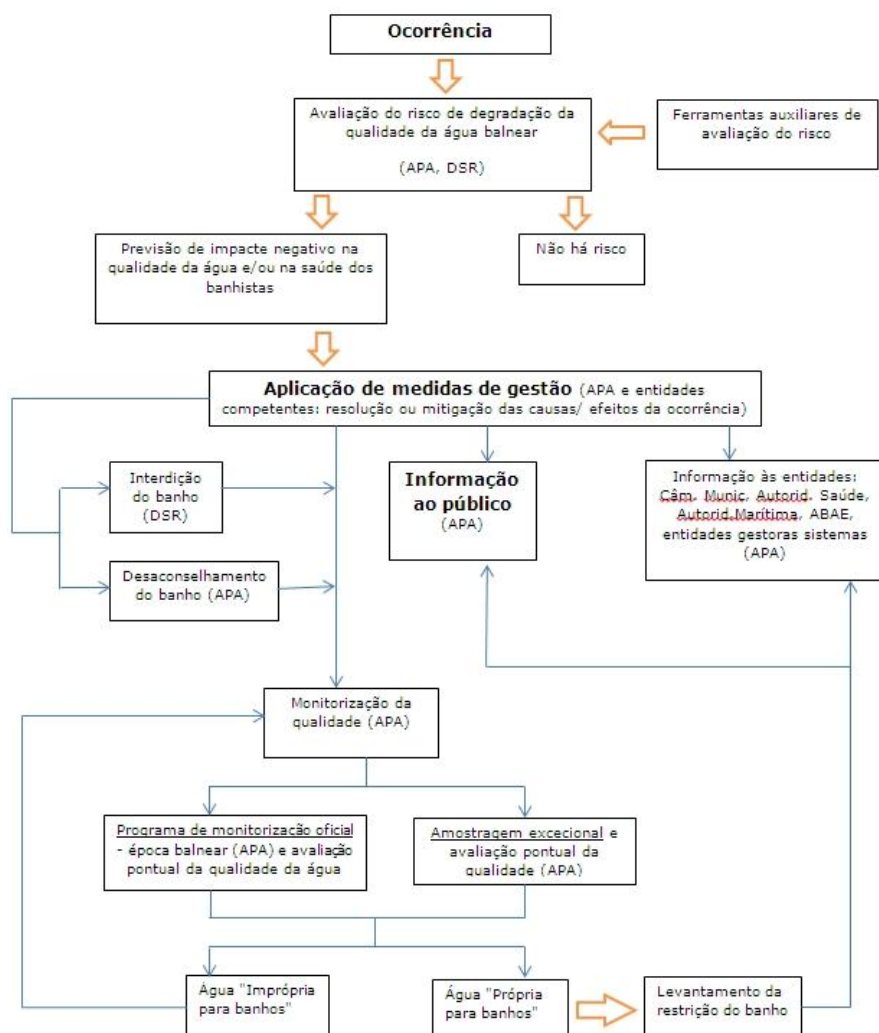 Ocorrência
Avaliação do risco de degradação da
qualidade da água balnear
(APA, DSR)
Ferramentas auxiliares de
avaliação do risco
Previsão de impacte negativo na
qualidade da água e/ou na saúde dos
banhistas
Não há risco
Aplicação de medidas de gestão (APA e entidades
competentes: resolução ou mitigação das causas/ efeitos da ocorrência)
Interdição
do banho
(DSR)
Informação
ao público
(APA)
Informação às entidades:
Câm. Munic, Autorid. Saúde,
Autorid.Marítima, ABAE,
entidades gestoras sistemas
(APA)
Desaconselhamento
do banho (APA)
Monitorização da
qualidade (APA)
Programa de monitorização oficial
- época balnear (APA) e avaliação
pontual da qualidade da água
Amostragem excecional e
avaliação pontual da
qualidade (APA)
Água "Imprópria
para banhos"
Água "Própria
para banhos"
Levantamento da
restrição do banho